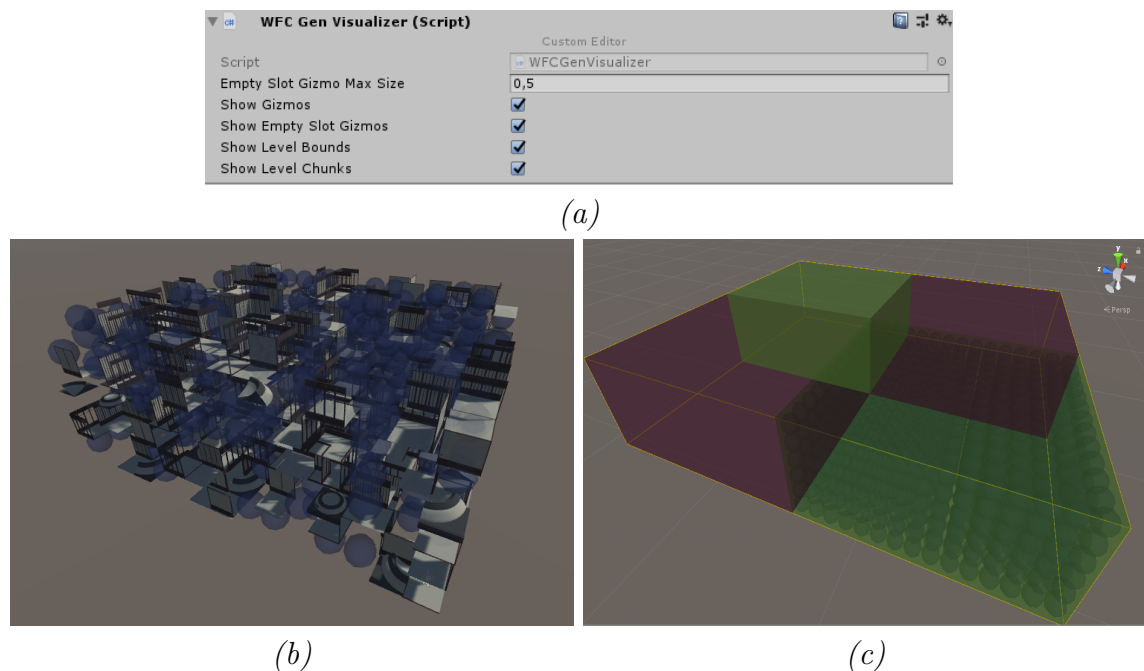 WFC Gen Visualizer (Script)
Custom Editor
Script WFCGenVisualizer
Empty Slot Gizmo Max Size 0,5
Show Gizmos
Show Empty Slot Gizmos
Show Level Bounds
Show Level Chunks
(a)
y
x
z
Persp
(b) (c)